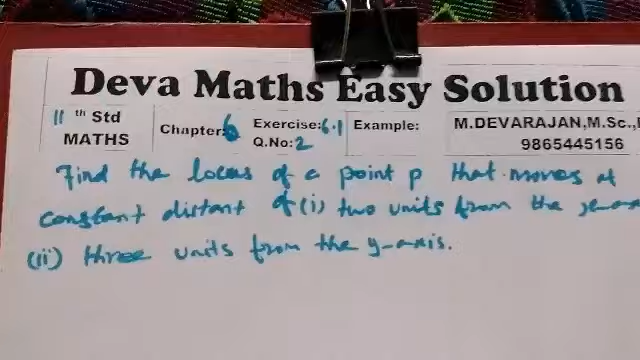 Deva Maths Easy Solution
11 th Std
MATHS
Chapter: 6
Exercise: 6.1
Q.No: 2
Example:
M.DEVARAJAN,M.Sc.,
9865445156
Find the locus of a point p that moves at
constant distant of (i) two units from the
(ii) three units from the y-axis.